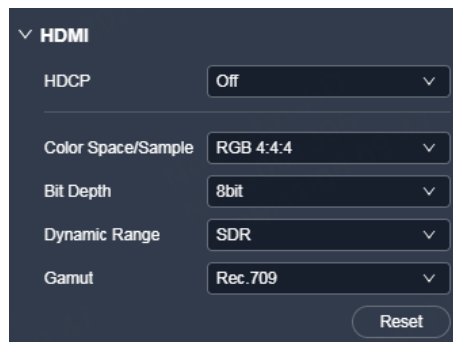 HDMI
HDCP Off
Color Space/Sample RGB 4:4:4
Bit Depth 8bit
Dynamic Range SDR
Gamut Rec.709
Reset